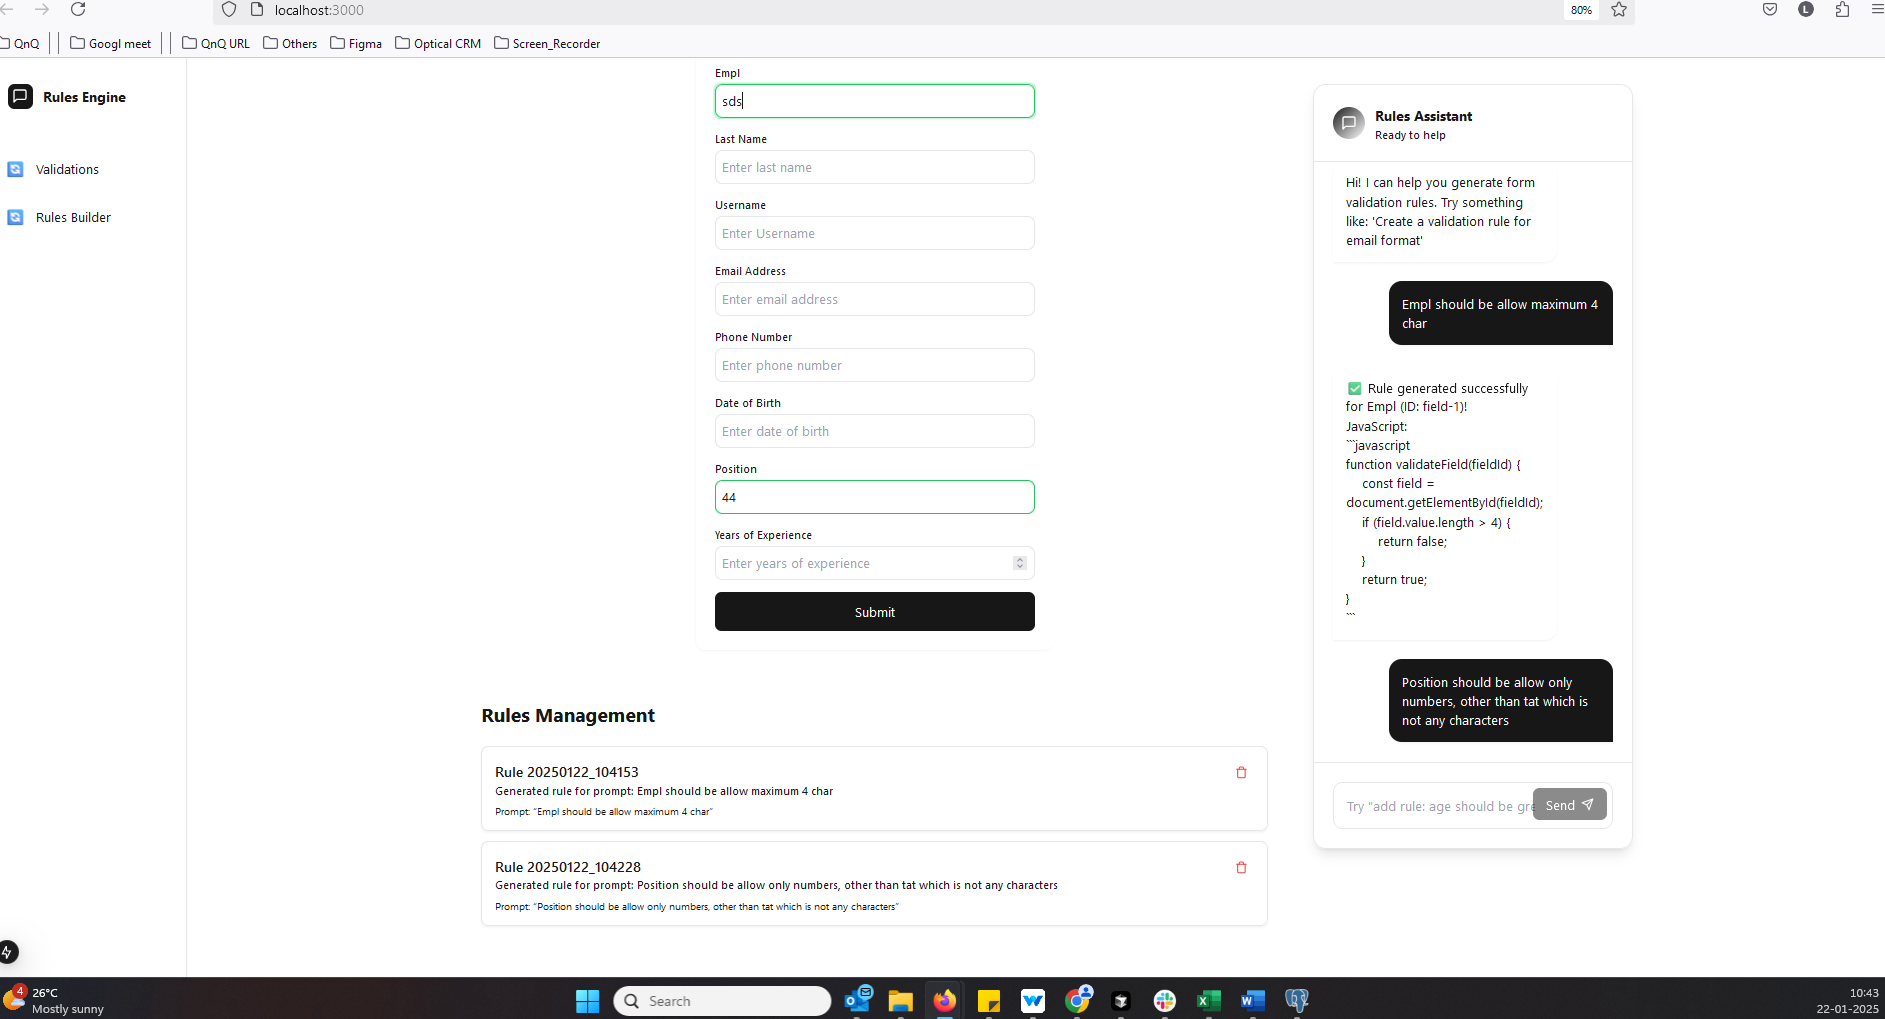 localhost:3000
80%
L
QnQ
Googl meet
QnQ URL
Others
Figma
Optical CRM
Screen_Recorder
Rules Engine
Validations
Rules Builder
Empl
sds
Last Name
Enter last name
Username
Enter Username
Email Address
Enter email address
Phone Number
Enter phone number
Date of Birth
Enter date of birth
Position
44
Years of Experience
Enter years of experience
Submit
Rules Management
Rule 20250122_104153
Generated rule for prompt: Empl should be allow maximum 4 char
Prompt: "Empl should be allow maximum 4 char"
Rule 20250122_104228
Generated rule for prompt: Position should be allow only numbers, other than tat which is not any characters
Prompt: "Position should be allow only numbers, other than tat which is not any characters"
Rules Assistant
Ready to help
Hi! I can help you generate form
validation rules. Try something
like: 'Create a validation rule for
email format'
Empl should be allow maximum 4
char
✅ Rule generated successfully
for Empl (ID: field-1)!
JavaScript:
```javascript
function validateField(fieldId) {
const field =
document.getElementById(fieldId);
if (field.value.length > 4) {
return false;
}
return true;
}
```
Position should be allow only
numbers, other than tat which is
not any characters
Try "add rule: age should be gre
Send
4
26°C
Mostly sunny
Search
10:43
22-01-2025